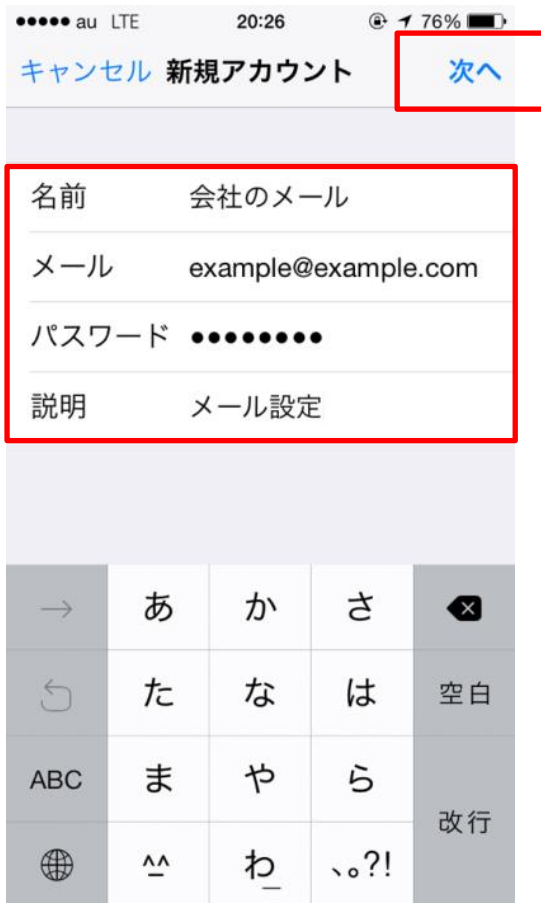 ●●●●● au LTE 20:26 76%
キャンセル 新規アカウント 次へ
名前 会社のメール
メール example@example.com
パスワード ●●●●●●●●
説明 メール設定
→ あ か さ
た な は 空白
ABC ま や ら
改行
^^ わ 、。?!